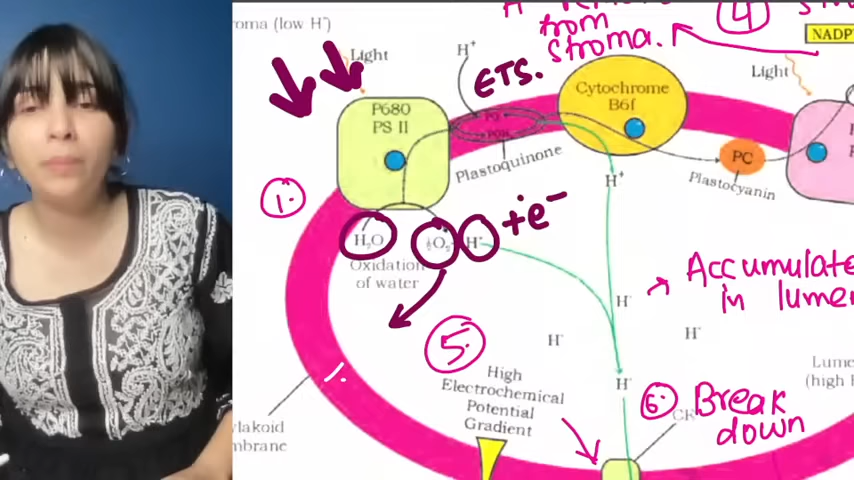 roma (low H⁺)
Light
H⁺
ETS.
from
stroma.
4
NADP
Light
P680
PS II
Cytochrome
B6f
PQ
Plastoquinone
PC
Plastocyanin
1.
H₂O
½O₂
H⁺
+e⁻
Oxidation
of water
H⁺
H⁺
Accumulate
in lumen
5.
H⁺
H⁺
H⁺
High
Electrochemical
Potential
Gradient
6. Break
down
CF
Lume
(high H
ylakoid
mbrane
1.